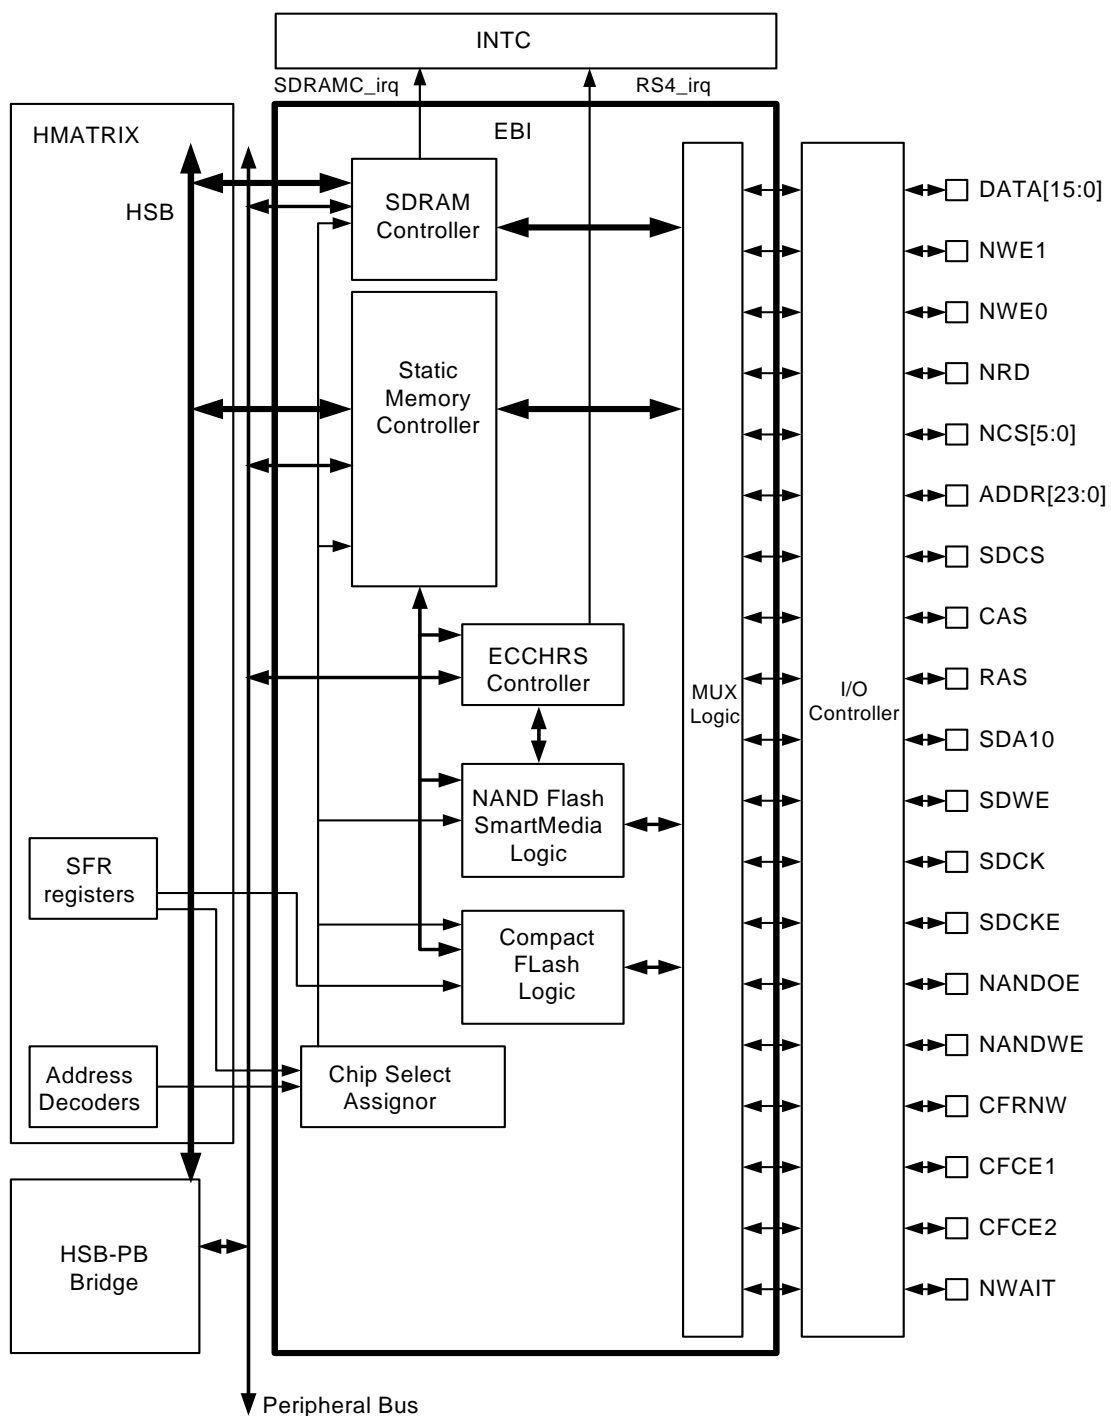 INTC
SDRAMC_irq
RS4_irq
HMATRIX
EBI
HSB
SDRAM
Controller
Static
Memory
Controller
ECCHRS
Controller
NAND Flash
SmartMedia
Logic
SFR
registers
Compact
FLash
Logic
Address
Decoders
Chip Select
Assignor
HSB-PB
Bridge
Peripheral Bus
MUX
Logic
I/O
Controller
DATA[15:0]
NWE1
NWE0
NRD
NCS[5:0]
ADDR[23:0]
SDCS
CAS
RAS
SDA10
SDWE
SDCK
SDCKE
NANDOE
NANDWE
CFRNW
CFCE1
CFCE2
NWAIT